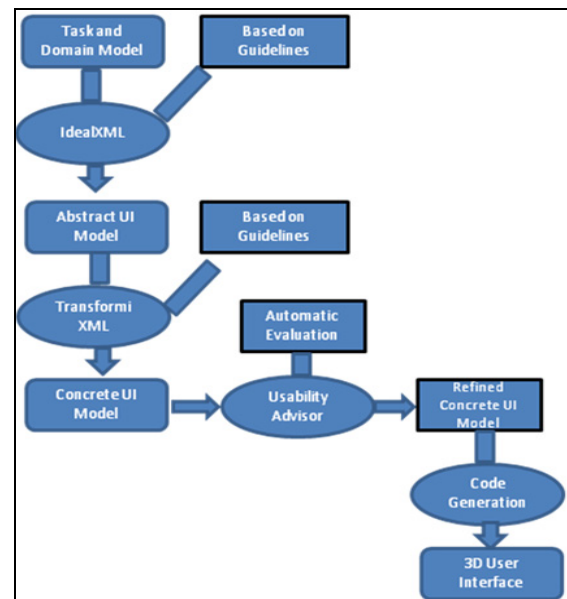 Task and
Domain Model
Based on
Guidelines
IdealXML
Abstract UI
Model
Based on
Guidelines
Transformi
XML
Automatic
Evaluation
Concrete UI
Model
Usability
Advisor
Refined
Concrete UI
Model
Code
Generation
3D User
Interface